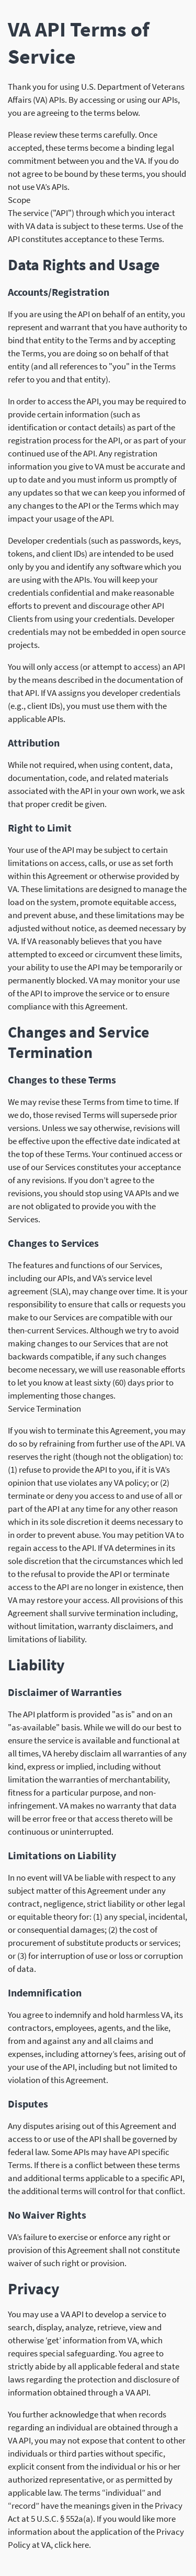 VA API Terms of
Service
Thank you for using U.S. Department of Veterans
Affairs (VA) APIs. By accessing or using our APIs,
you are agreeing to the terms below.
Please review these terms carefully. Once
accepted, these terms become a binding legal
commitment between you and the VA. If you do
not agree to be bound by these terms, you should
not use VA's APIs.
Scope
The service ("API") through which you interact
with VA data is subject to these terms. Use of the
API constitutes acceptance to these Terms.
Data Rights and Usage
Accounts/Registration
If you are using the API on behalf of an entity, you
represent and warrant that you have authority to
bind that entity to the Terms and by accepting
the Terms, you are doing so on behalf of that
entity (and all references to "you" in the Terms
refer to you and that entity).
In order to access the API, you may be required to
provide certain information (such as
identification or contact details) as part of the
registration process for the API, or as part of your
continued use of the API. Any registration
information you give to VA must be accurate and
up to date and you must inform us promptly of
any updates so that we can keep you informed of
any changes to the API or the Terms which may
impact your usage of the API.
Developer credentials (such as passwords, keys,
tokens, and client IDs) are intended to be used
only by you and identify any software which you
are using with the APIs. You will keep your
credentials confidential and make reasonable
efforts to prevent and discourage other API
Clients from using your credentials. Developer
credentials may not be embedded in open source
projects.
You will only access (or attempt to access) an API
by the means described in the documentation of
that API. If VA assigns you developer credentials
(e.g., client IDs), you must use them with the
applicable APIs.
Attribution
While not required, when using content, data,
documentation, code, and related materials
associated with the API in your own work, we ask
that proper credit be given.
Right to Limit
Your use of the API may be subject to certain
limitations on access, calls, or use as set forth
within this Agreement or otherwise provided by
VA. These limitations are designed to manage the
load on the system, promote equitable access,
and prevent abuse, and these limitations may be
adjusted without notice, as deemed necessary by
VA. If VA reasonably believes that you have
attempted to exceed or circumvent these limits,
your ability to use the API may be temporarily or
permanently blocked. VA may monitor your use
of the API to improve the service or to ensure
compliance with this Agreement.
Changes and Service
Termination
Changes to these Terms
We may revise these Terms from time to time. If
we do, those revised Terms will supersede prior
versions. Unless we say otherwise, revisions will
be effective upon the effective date indicated at
the top of these Terms. Your continued access or
use of our Services constitutes your acceptance
of any revisions. If you don't agree to the
revisions, you should stop using VA APIs and we
are not obligated to provide you with the
Services.
Changes to Services
The features and functions of our Services,
including our APIs, and VA's service level
agreement (SLA), may change over time. It is your
responsibility to ensure that calls or requests you
make to our Services are compatible with our
then-current Services. Although we try to avoid
making changes to our Services that are not
backwards compatible, if any such changes
become necessary, we will use reasonable efforts
to let you know at least sixty (60) days prior to
implementing those changes.
Service Termination
If you wish to terminate this Agreement, you may
do so by refraining from further use of the API. VA
reserves the right (though not the obligation) to:
(1) refuse to provide the API to you, if it is VA's
opinion that use violates any VA policy; or (2)
terminate or deny you access to and use of all or
part of the API at any time for any other reason
which in its sole discretion it deems necessary to
in order to prevent abuse. You may petition VA to
regain access to the API. If VA determines in its
sole discretion that the circumstances which led
to the refusal to provide the API or terminate
access to the API are no longer in existence, then
VA may restore your access. All provisions of this
Agreement shall survive termination including,
without limitation, warranty disclaimers, and
limitations of liability.
Liability
Disclaimer of Warranties
The API platform is provided "as is" and on an
"as-available" basis. While we will do our best to
ensure the service is available and functional at
all times, VA hereby disclaim all warranties of any
kind, express or implied, including without
limitation the warranties of merchantability,
fitness for a particular purpose, and non-
infringement. VA makes no warranty that data
will be error free or that access thereto will be
continuous or uninterrupted.
Limitations on Liability
In no event will VA be liable with respect to any
subject matter of this Agreement under any
contract, negligence, strict liability or other legal
or equitable theory for: (1) any special, incidental,
or consequential damages; (2) the cost of
procurement of substitute products or services;
or (3) for interruption of use or loss or corruption
of data.
Indemnification
You agree to indemnify and hold harmless VA, its
contractors, employees, agents, and the like,
from and against any and all claims and
expenses, including attorney's fees, arising out of
your use of the API, including but not limited to
violation of this Agreement.
Disputes
Any disputes arising out of this Agreement and
access to or use of the API shall be governed by
federal law. Some APIs may have API specific
Terms. If there is a conflict between these terms
and additional terms applicable to a specific API,
the additional terms will control for that conflict.
No Waiver Rights
VA's failure to exercise or enforce any right or
provision of this Agreement shall not constitute
waiver of such right or provision.
Privacy
You may use a VA API to develop a service to
search, display, analyze, retrieve, view and
otherwise 'get' information from VA, which
requires special safeguarding. You agree to
strictly abide by all applicable federal and state
laws regarding the protection and disclosure of
information obtained through a VA API.
You further acknowledge that when records
regarding an individual are obtained through a
VA API, you may not expose that content to other
individuals or third parties without specific,
explicit consent from the individual or his or her
authorized representative, or as permitted by
applicable law. The terms "individual" and
"record" have the meanings given in the Privacy
Act at 5 U.S.C. § 552a(a). If you would like more
information about the application of the Privacy
Policy at VA, click here.